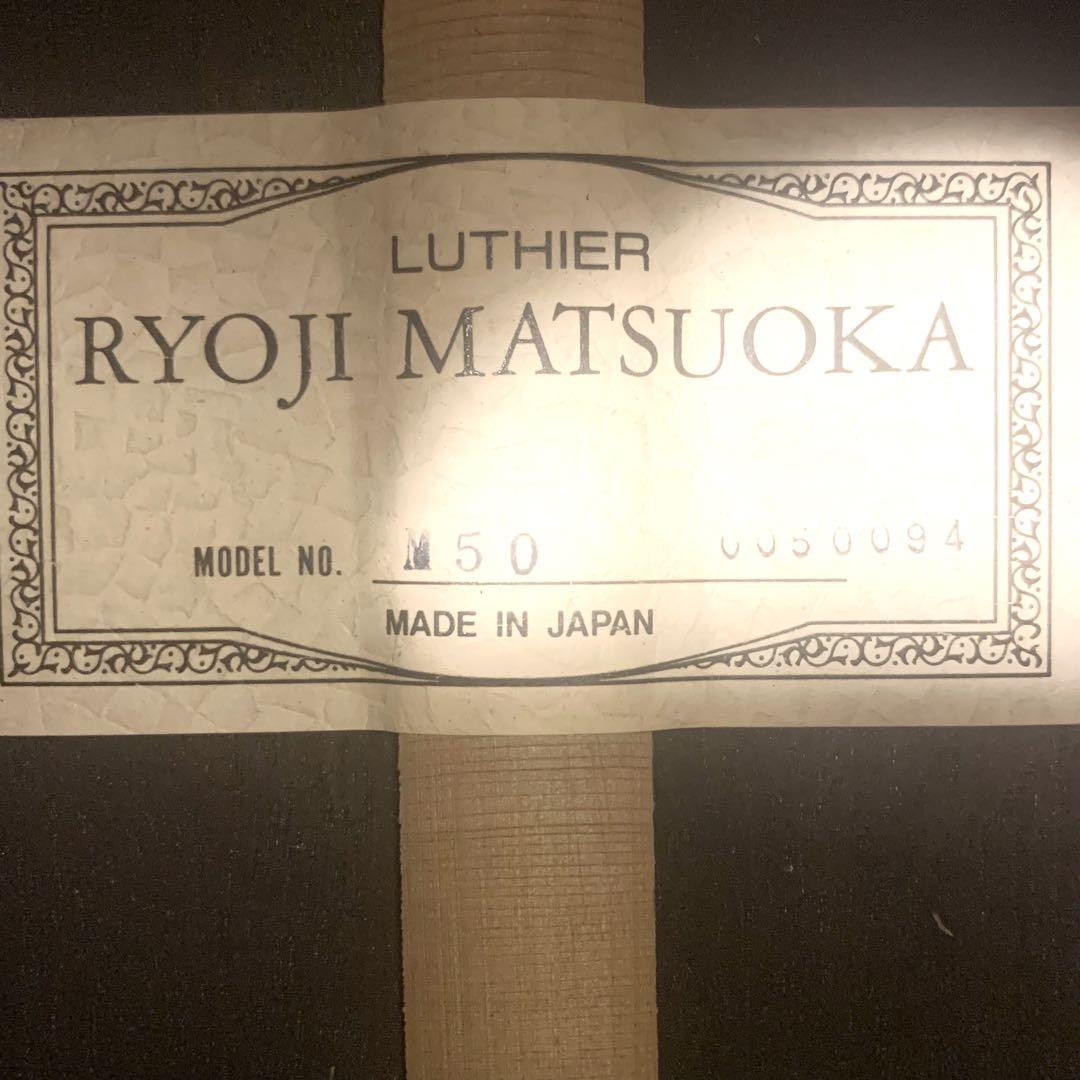 LUTHIER
RYOJI MATSUOKA
MODEL NO. M50 0050094
MADE IN JAPAN